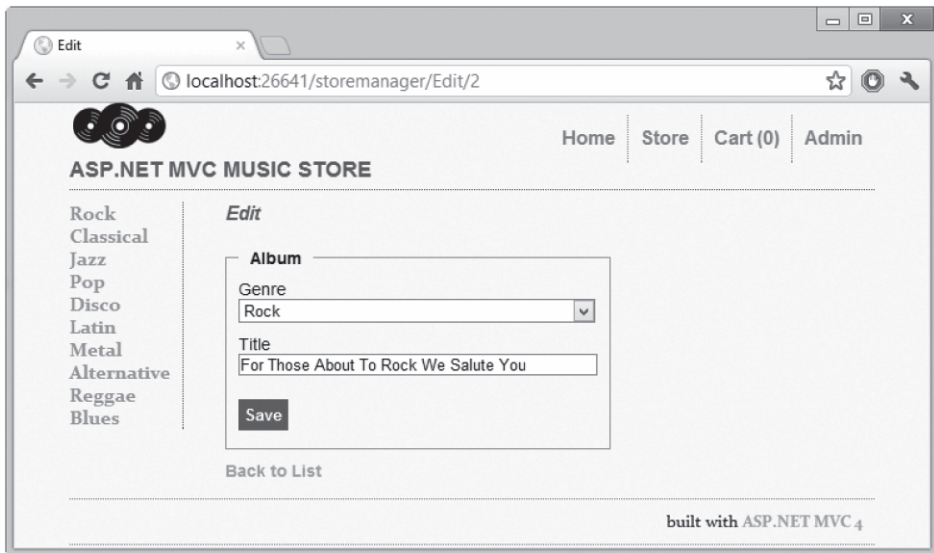 Edit
localhost:26641/storemanager/Edit/2
Home
Store
Cart (0)
Admin
ASP.NET MVC MUSIC STORE
Rock
Classical
Jazz
Pop
Disco
Latin
Metal
Alternative
Reggae
Blues
Edit
Album
Genre
Rock
Title
For Those About To Rock We Salute You
Save
Back to List
built with ASP.NET MVC 4